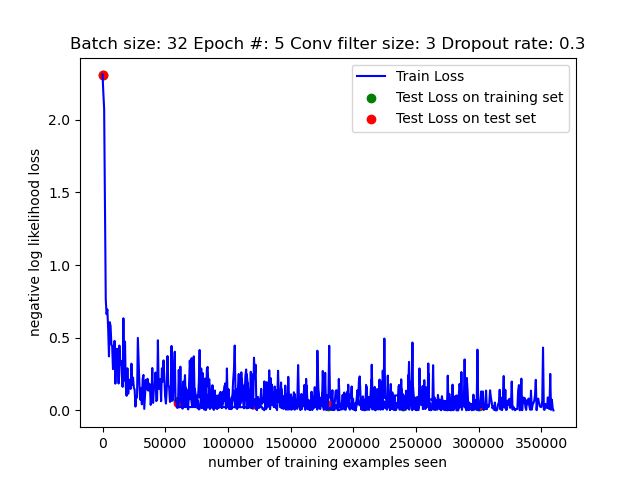 Batch size: 32 Epoch #: 5 Conv filter size: 3 Dropout rate: 0.3
Train Loss
Test Loss on training set
Test Loss on test set
2.0
1.5
1.0
0.5
0.0
negative log likelihood loss
0 50000 100000 150000 200000 250000 300000 350000
number of training examples seen